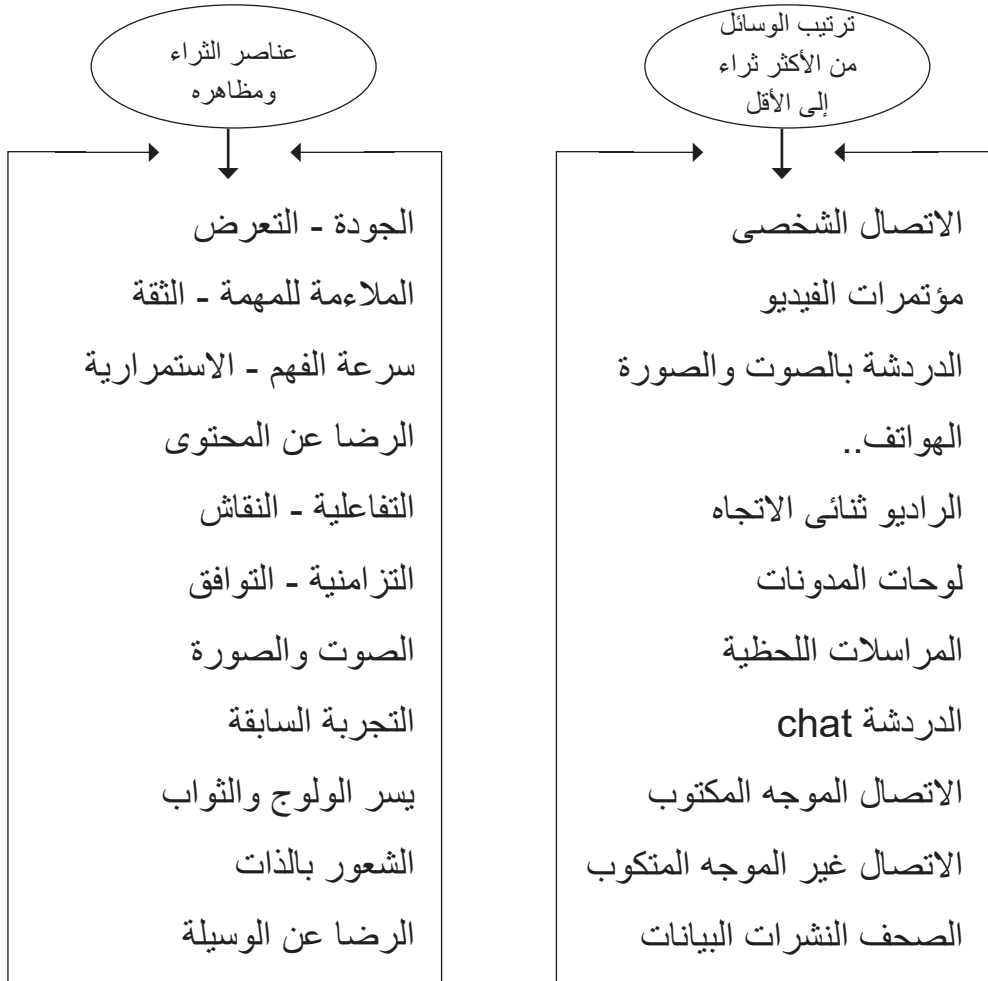 ترتيب الوسائل
من الأكثر ثراء
إلى الأقل
الاتصال الشخصى
مؤتمرات الفيديو
الدردشة بالصوت والصورة
الهواتف..
الراديو ثنائى الاتجاه
لوحات المدونات
المراسلات اللحظية
الدردشة chat
الاتصال الموجه المكتوب
الاتصال غير الموجه المتكوب
الصحف النشرات البيانات
عناصر الثراء
ومظاهره
الجودة - التعرض
الملاءمة للمهمة - الثقة
سرعة الفهم - الاستمرارية
الرضا عن المحتوى
التفاعلية - النقاش
التزامنية - التوافق
الصوت والصورة
التجربة السابقة
يسر الولوج والثواب
الشعور بالذات
الرضا عن الوسيلة